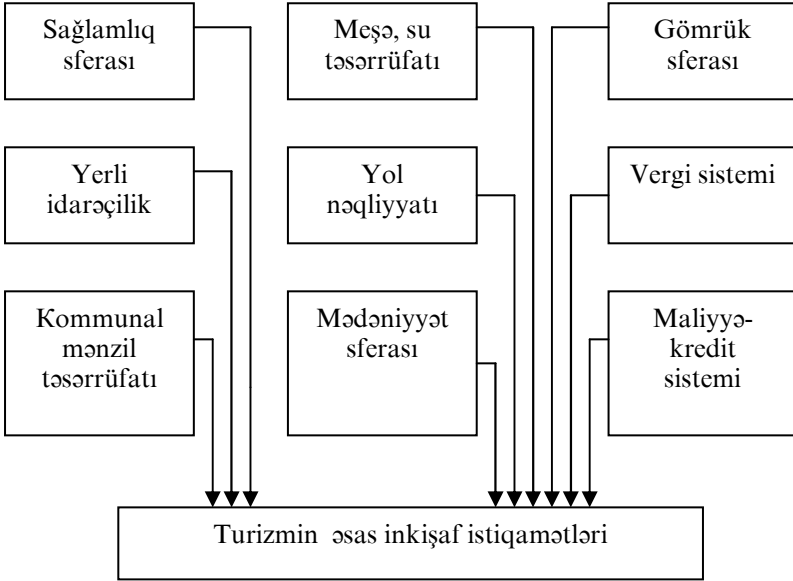 Sağlamlıq
sferası
Meşə, su
təsərrüfatı
Gömrük
sferası
Yerli
idarəçilik
Yol
nəqliyyatı
Vergi sistemi
Kommunal
mənzil
təsərrüfatı
Mədəniyyət
sferası
Maliyyə-
kredit
sistemi
Turizmin əsas inkişaf istiqamətləri